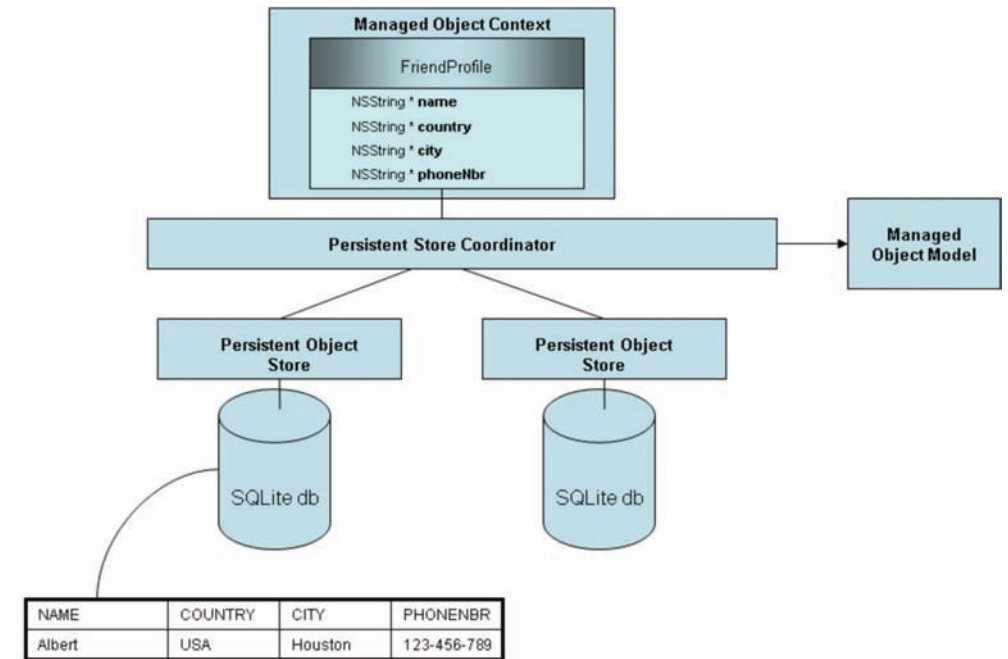 Managed Object Context
FriendProfile
NSString * name
NSString * country
NSString * city
NSString * phoneNbr
Persistent Store Coordinator
Managed
Object Model
Persistent Object
Store
Persistent Object
Store
SQLite db
SQLite db
NAME COUNTRY CITY PHONENBR
Albert USA Houston 123-456-789